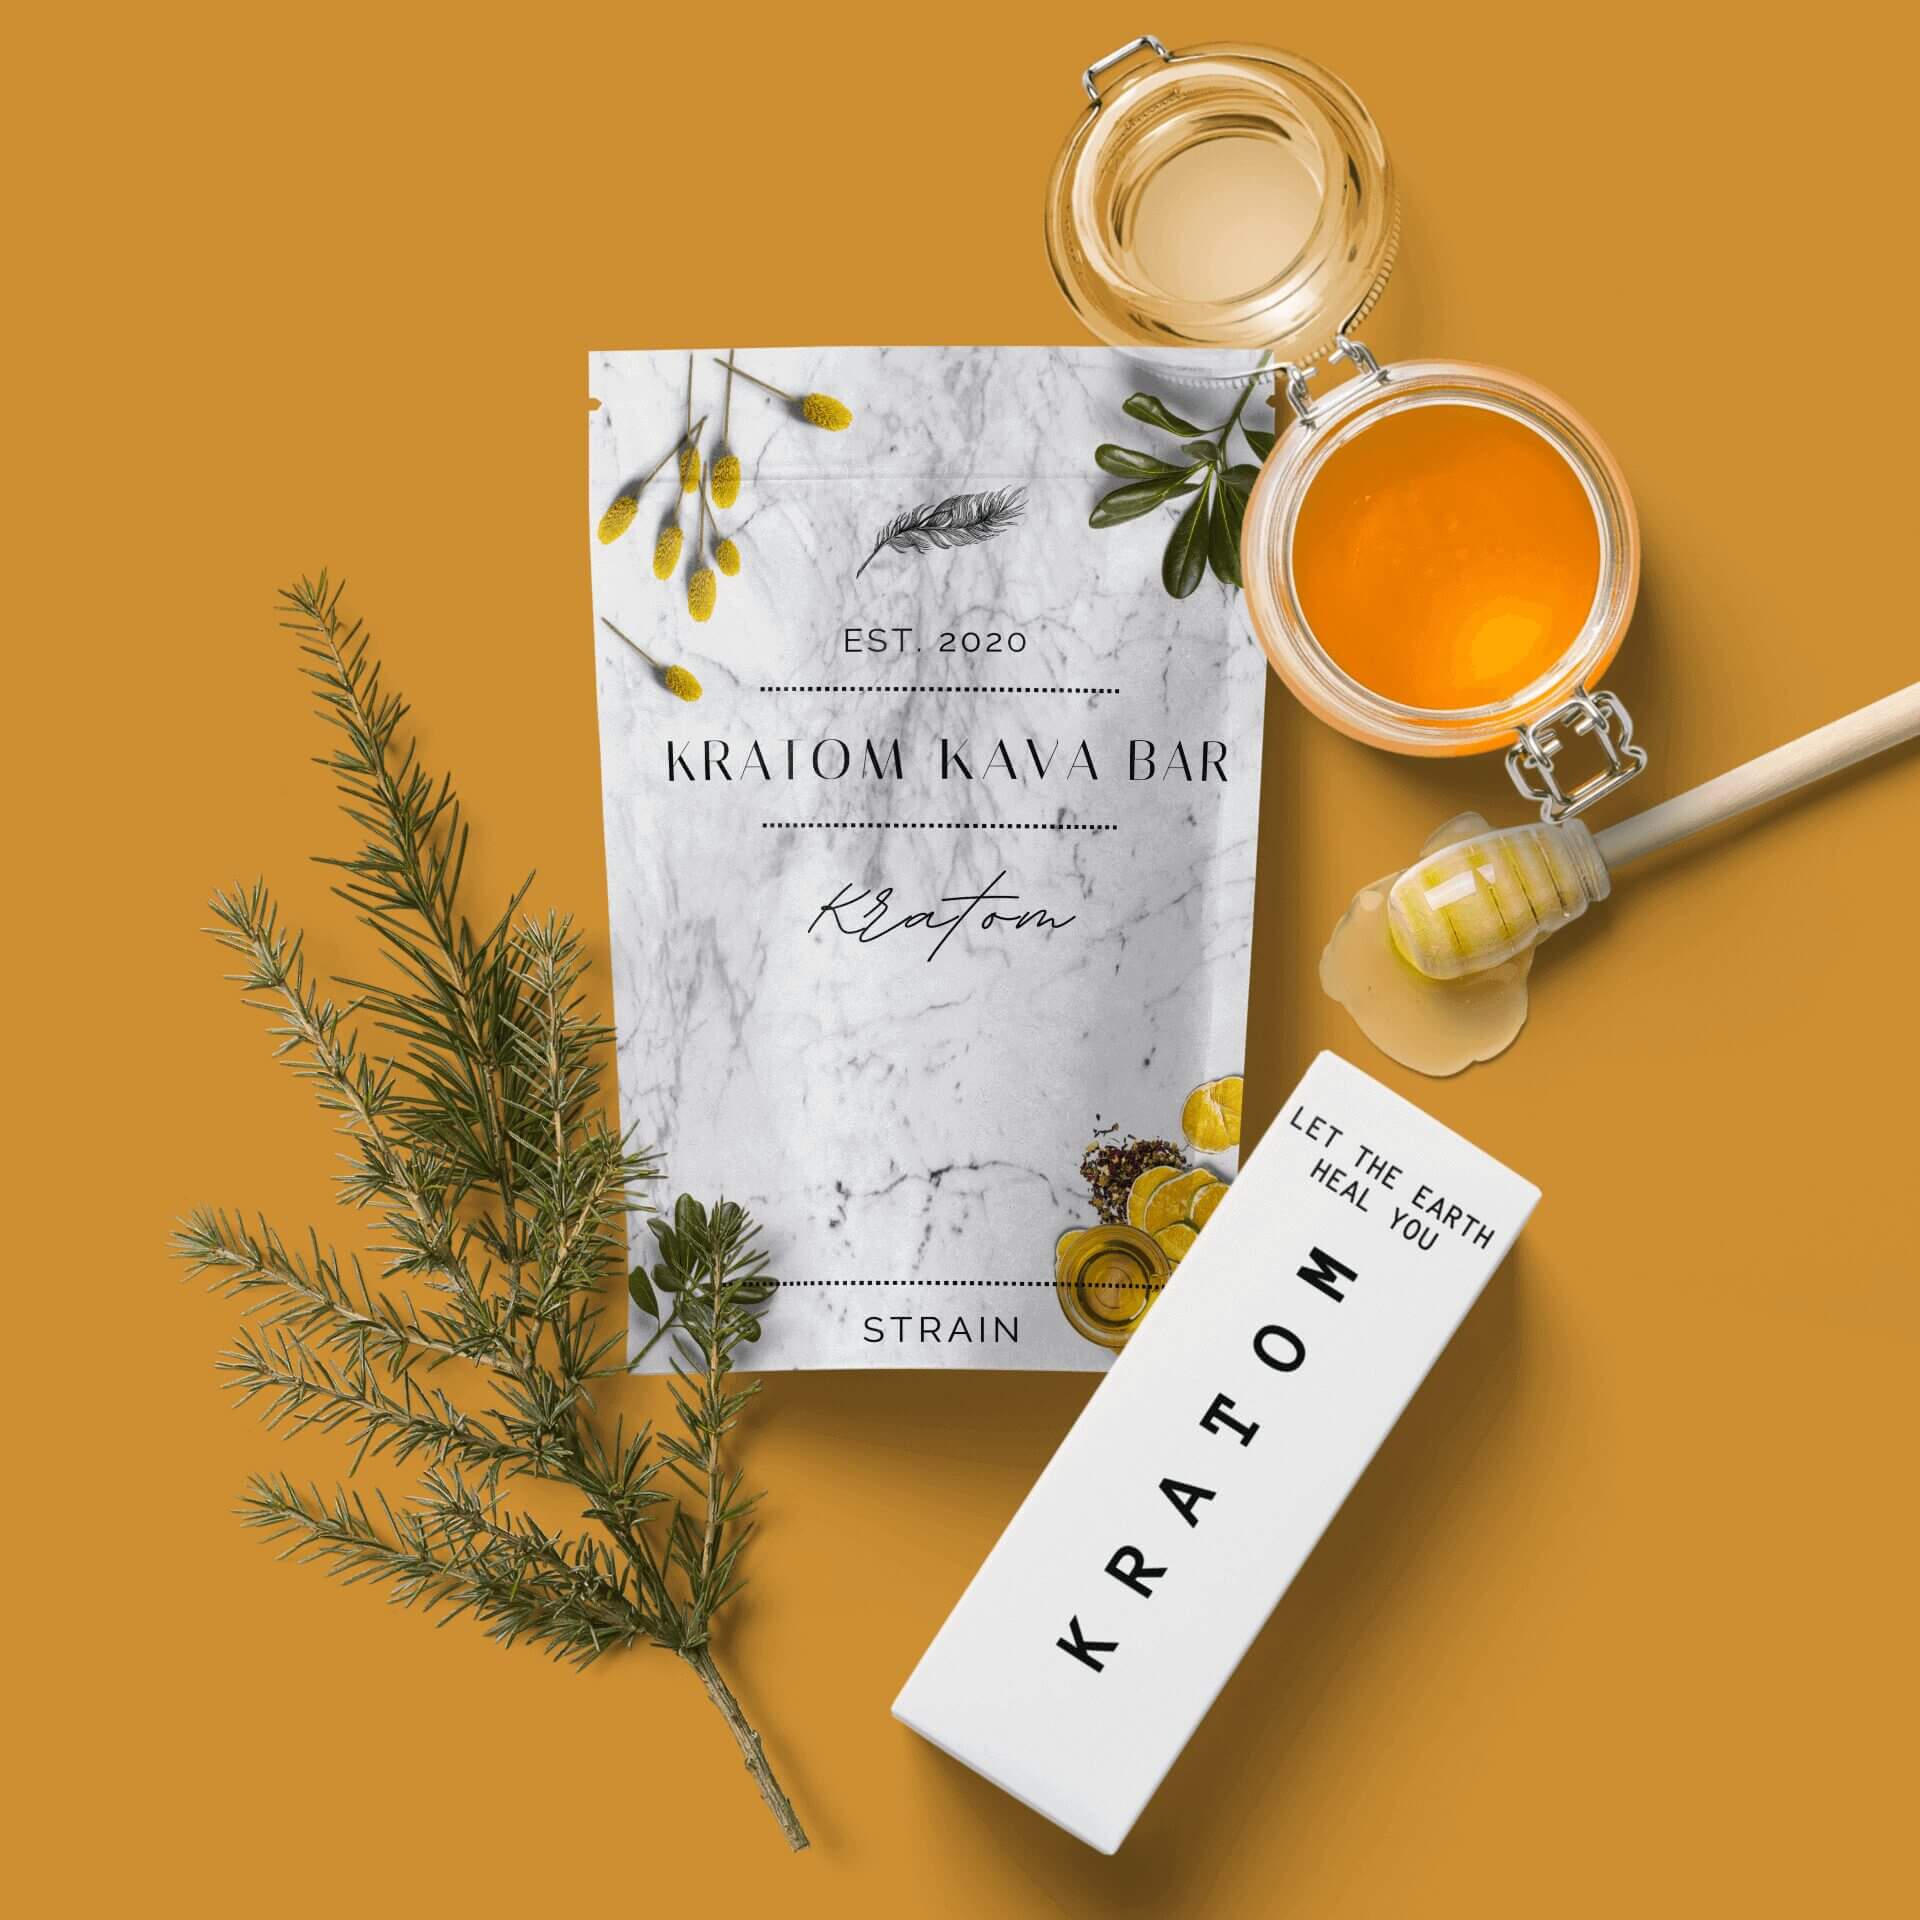 EST. 2020
KRATOM KAVA BAR
Kratom
STRAIN
LET THE EARTH
HEAL YOU
KRATOM